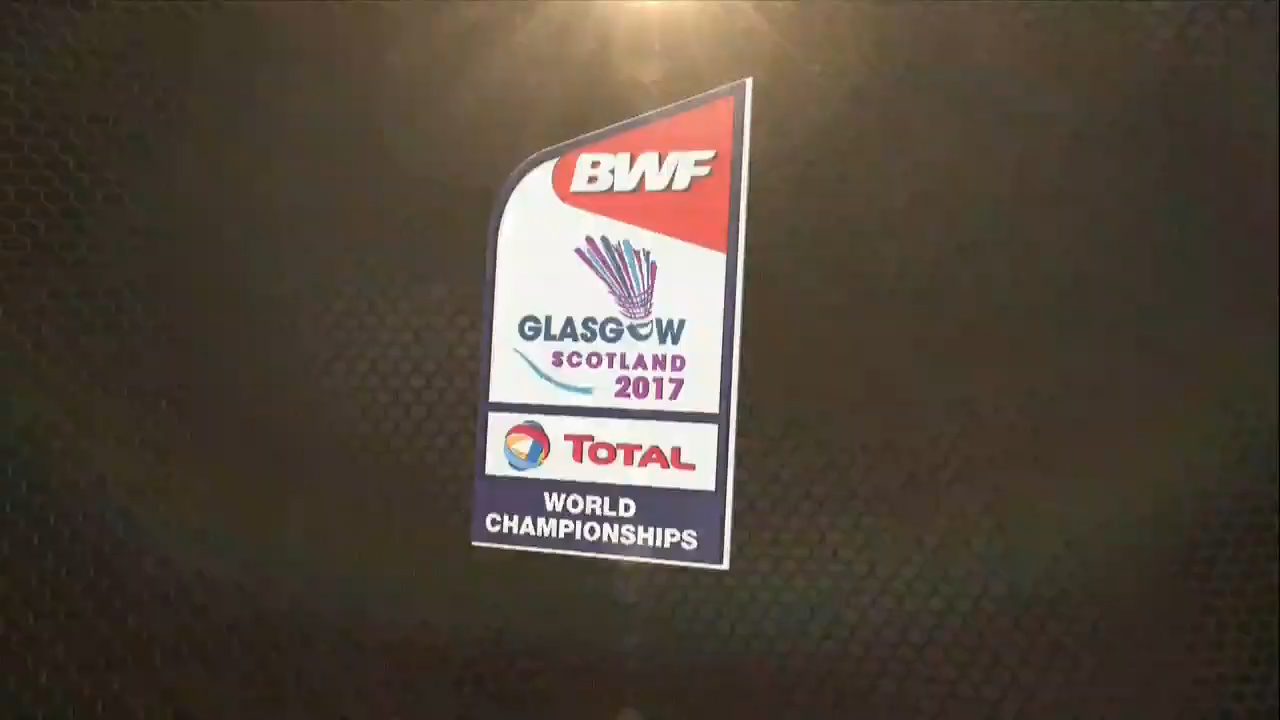 BWF
GLASGOW
SCOTLAND
2017
TOTAL
WORLD
CHAMPIONSHIPS